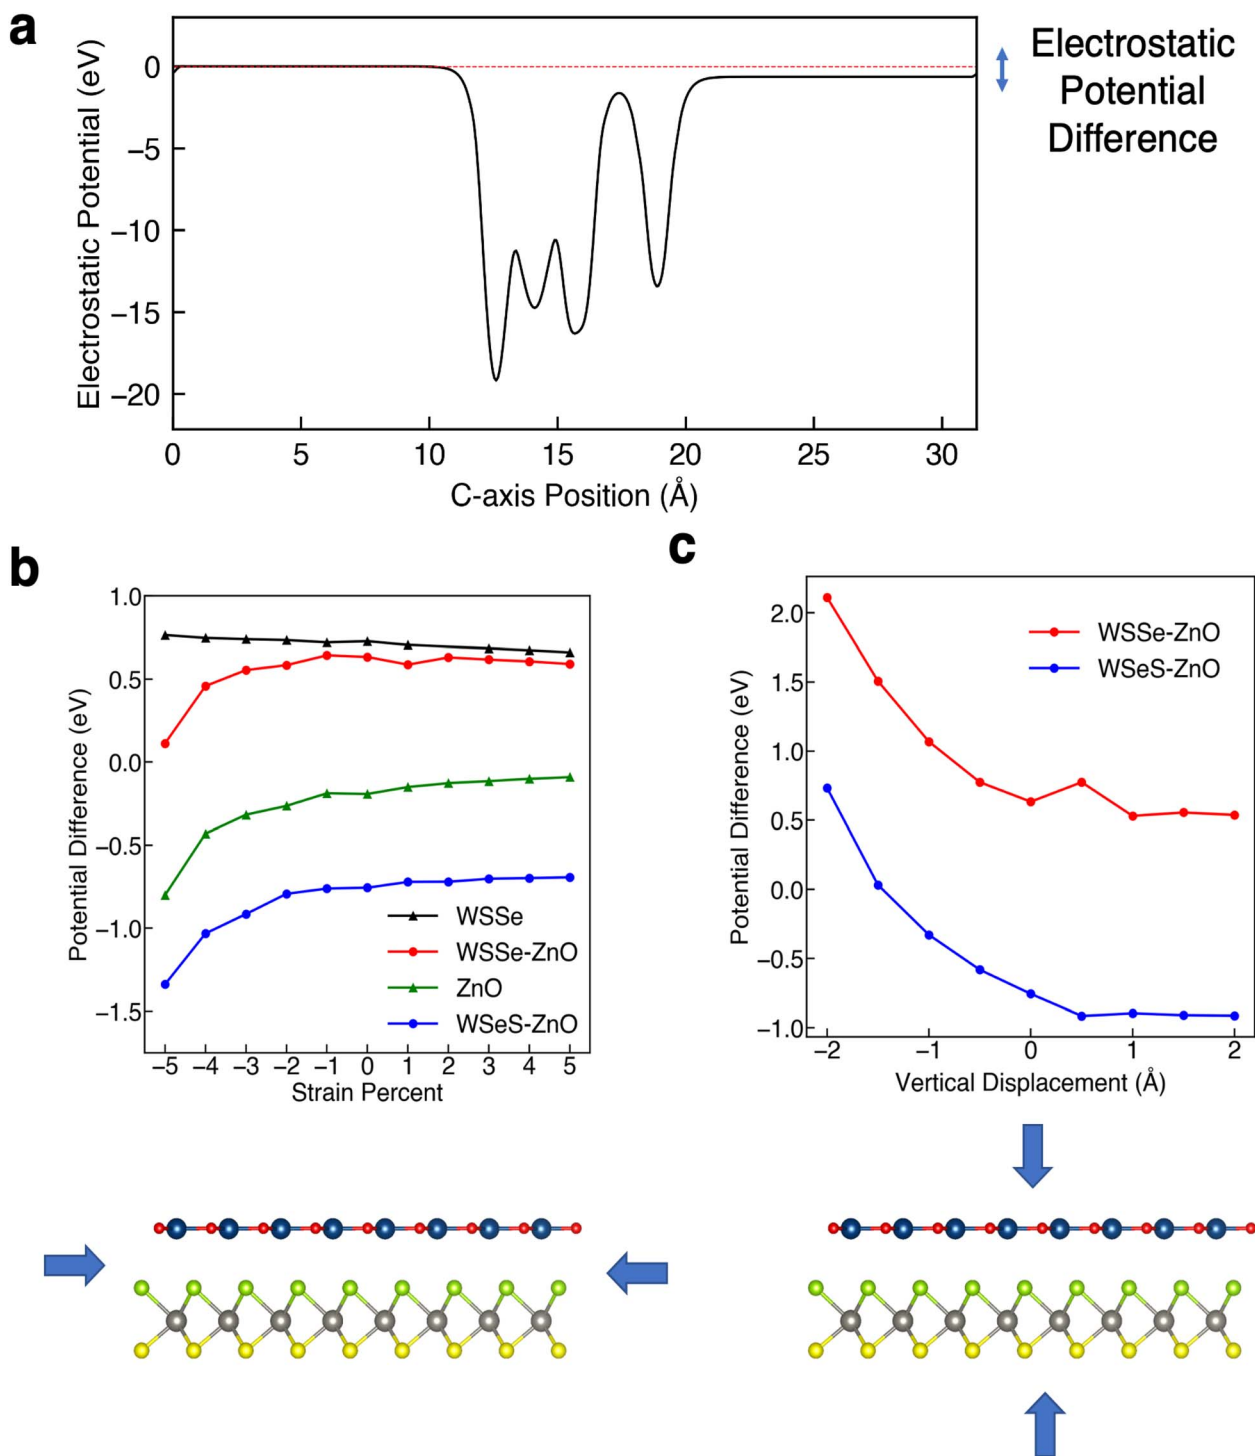 a
Electrostatic Potential (eV)
0
−5
−10
−15
−20
0 5 10 15 20 25 30
C-axis Position (Å)
Electrostatic
Potential
Difference
b
Potential Difference (eV)
1.0
0.5
0.0
−0.5
−1.0
−1.5
WSSe
WSSe-ZnO
ZnO
WSeS-ZnO
−5 −4 −3 −2 −1 0 1 2 3 4 5
Strain Percent
c
Potential Difference (eV)
2.0
1.5
1.0
0.5
0.0
−0.5
−1.0
WSSe-ZnO
WSeS-ZnO
−2 −1 0 1 2
Vertical Displacement (Å)